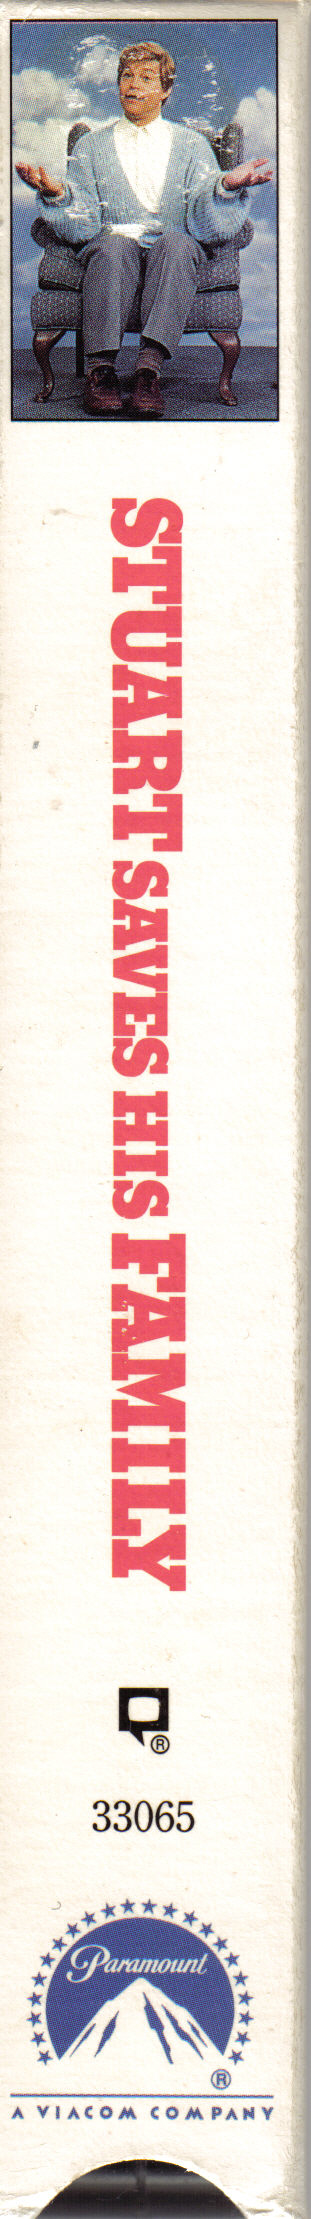 STUART SAVES HIS FAMILY
®
33065
Paramount
®
A VIACOM COMPANY